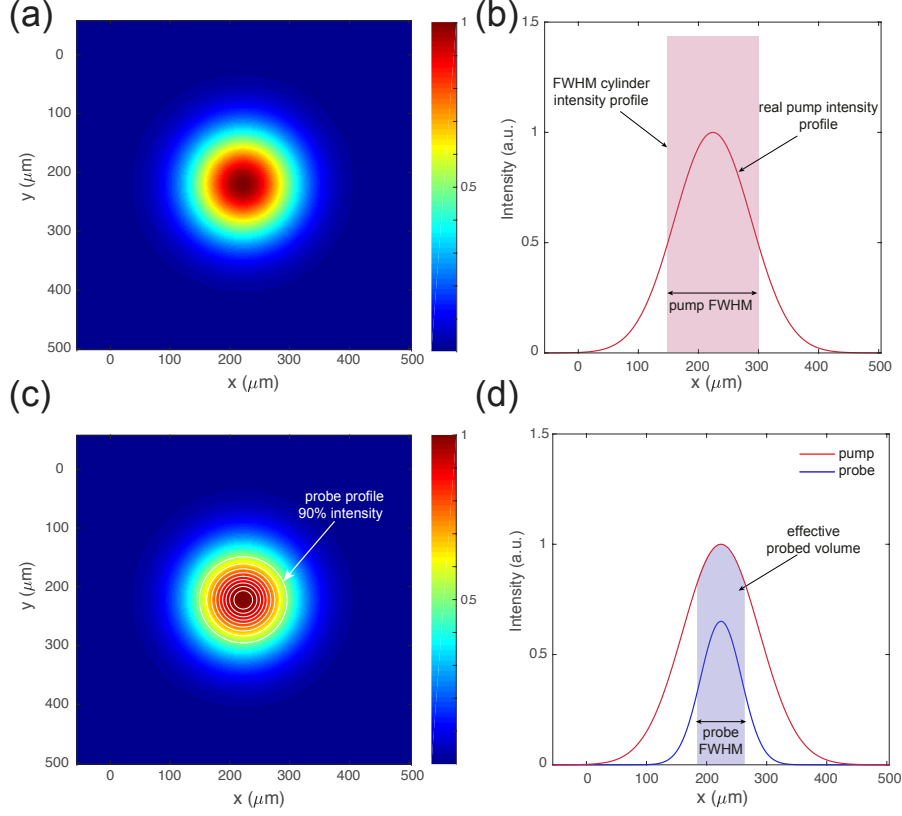 (a)
0
100
200
300
400
500
y (μm)
0
100
200
300
400
500
x (μm)
1
0.5
(b)
1.5
1
0.5
0
Intensity (a.u.)
FWHM cylinder
intensity profile
real pump intensity
profile
pump FWHM
0
100
200
300
400
500
x (μm)
(c)
0
100
200
300
400
500
y (μm)
probe profile
90% intensity
0
100
200
300
400
500
x (μm)
1
0.5
(d)
1.5
1
0.5
0
Intensity (a.u.)
pump
probe
effective
probed volume
probe
FWHM
0
100
200
300
400
500
x (μm)